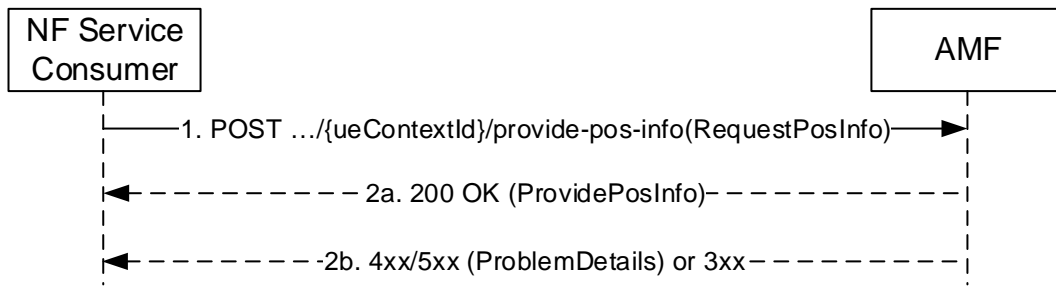 NF Service
Consumer
AMF
1. POST …/{ueContextId}/provide-pos-info(RequestPosInfo)
2a. 200 OK (ProvidePosInfo)
2b. 4xx/5xx (ProblemDetails) or 3xx